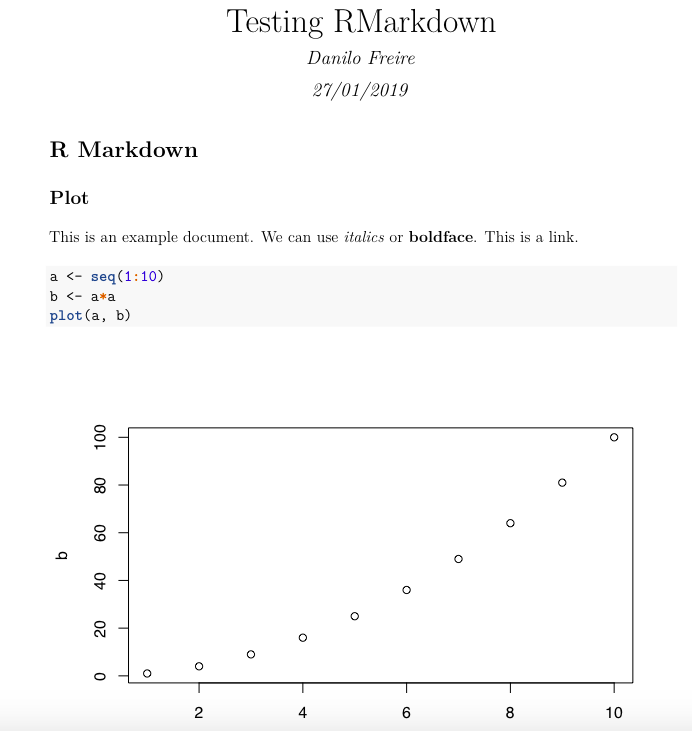 Testing RMarkdown
Danilo Freire
27/01/2019
R Markdown
Plot
This is an example document. We can use italics or boldface. This is a link.
a <- seq(1:10)
b <- a*a
plot(a, b)
100
80
60
40
20
0
b
2 4 6 8 10